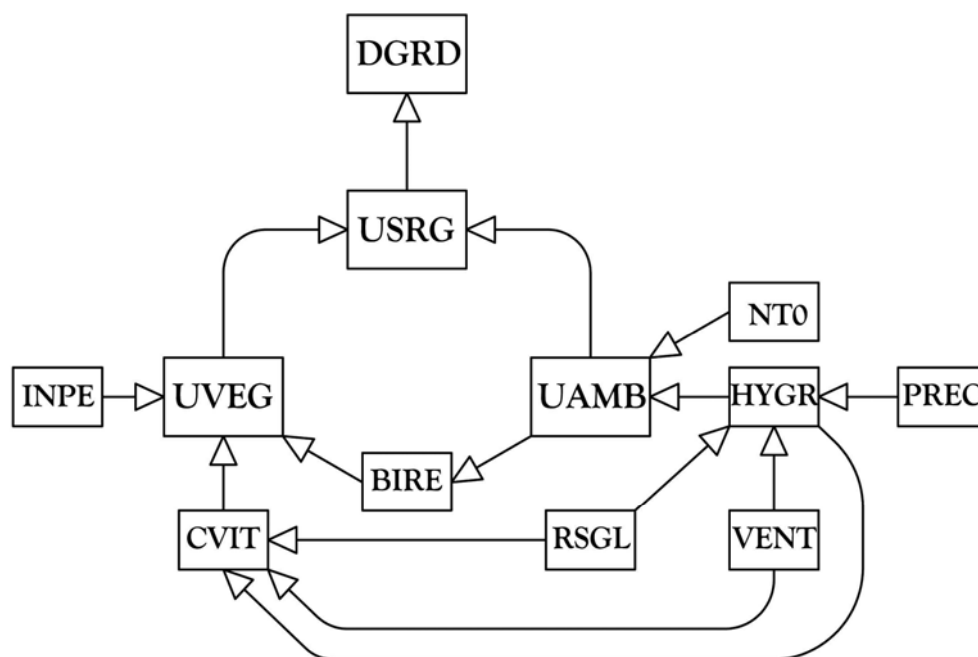 DGRD
USRG
NT0
INPE
UVEG
UAMB
HYGR
PREC
BIRE
CVIT
RSGL
VENT